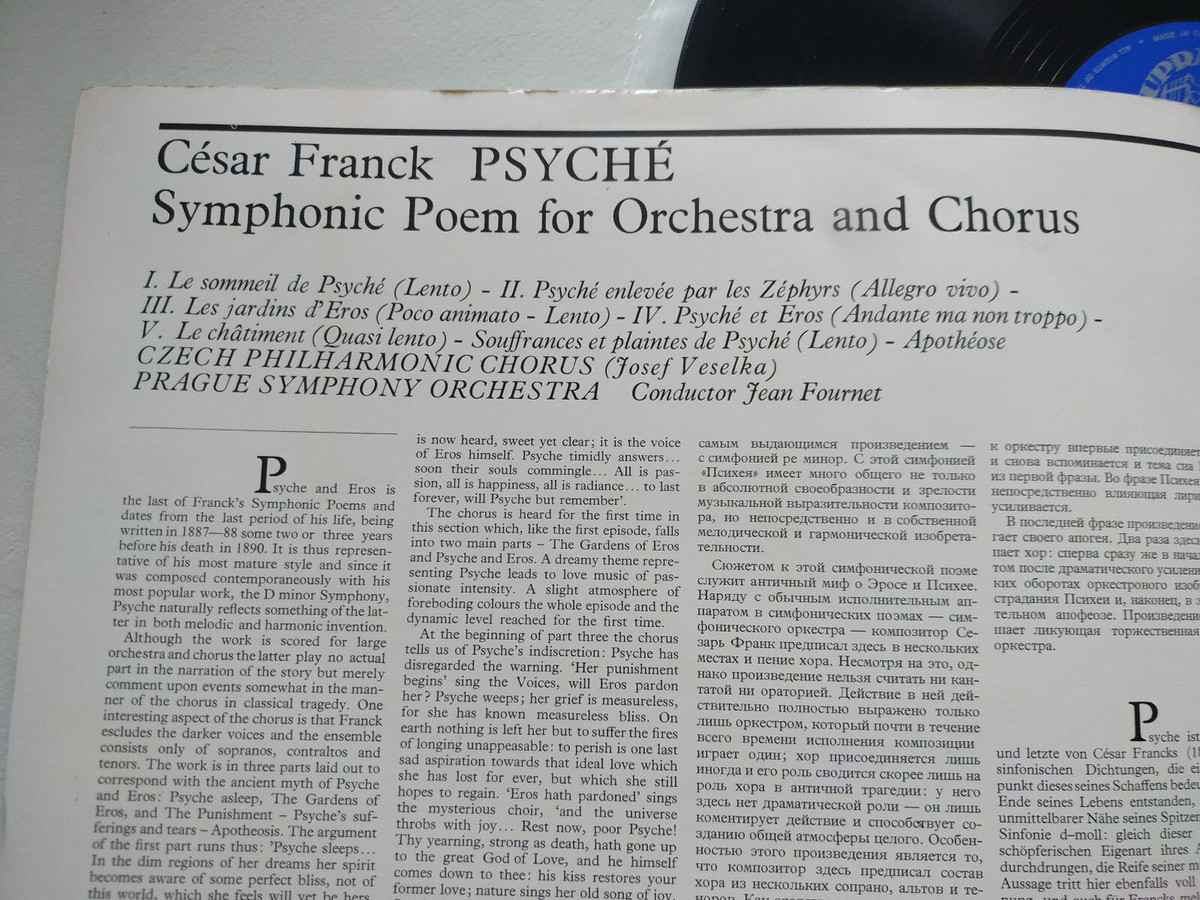 César Franck PSYCHÉ
Symphonic Poem for Orchestra and Chorus
I. Le sommeil de Psyché (Lento) - II. Psyché enlevée par les Zéphyrs (Allegro vivo) -
III. Les jardins d'Eros (Poco animato - Lento) - IV. Psyché et Eros (Andante ma non troppo) -
V. Le châtiment (Quasi lento) - Souffrances et plaintes de Psyché (Lento) - Apothéose
CZECH PHILHARMONIC CHORUS (Josef Veselka)
PRAGUE SYMPHONY ORCHESTRA Conductor Jean Fournet
Psyche and Eros is
the last of Franck's Symphonic Poems and
dates from the last period of his life, being
written in 1887—88 some two or three years
before his death in 1890. It is thus represen-
tative of his most mature style and since it
was composed contemporaneously with his
most popular work, the D minor Symphony,
Psyche naturally reflects something of the lat-
ter in both melodic and harmonic invention.
Although the work is scored for large
orchestra and chorus the latter play no actual
part in the narration of the story but merely
comment upon events somewhat in the man-
ner of the chorus in classical tragedy. One
interesting aspect of the chorus is that Franck
escludes the darker voices and the ensemble
consists only of sopranos, contraltos and
tenors. The work is in three parts laid out to
correspond with the ancient myth of Psyche
and Eros: Psyche asleep, The Gardens of
Eros, and The Punishment – Psyche's suf-
ferings and tears – Apotheosis. The argument
of the first part runs thus: 'Psyche sleeps...
In the dim regions of her dreams her spirit
becomes aware of some perfect bliss, not of
this world, which she feels will yet be hers.
is now heard, sweet yet clear; it is the voice
of Eros himself. Psyche timidly answers...
soon their souls commingle... All is pas-
sion, all is happiness, all is radiance... to last
forever, will Psyche but remember'.
The chorus is heard for the first time in
this section which, like the first episode, falls
into two main parts – The Gardens of Eros
and Psyche and Eros. A dreamy theme repre-
senting Psyche leads to love music of pas-
sionate intensity. A slight atmosphere of
foreboding colours the whole episode and the
dynamic level reached for the first time.
At the beginning of part three the chorus
tells us of Psyche's indiscretion: Psyche has
disregarded the warning. 'Her punishment
begins' sing the Voices, will Eros pardon
her? Psyche weeps; her grief is measureless,
for she has known measureless bliss. On
earth nothing is left her but to suffer the fires
of longing unappeasable: to perish is one last
sad aspiration towards that ideal love which
she has lost for ever, but which she still
hopes to regain. 'Eros hath pardoned' sings
the mysterious choir, 'and the universe
throbs with joy... Rest now, poor Psyche!
Thy yearning, strong as death, hath gone up
to the great God of Love, and he himself
comes down to thee: his kiss restores your
former love; nature sings her old song of joy.
самым выдающимся произведением —
с симфонией ре минор. С этой симфонией
«Психея» имеет много общего не только
в абсолютной своеобразности и зрелости
музыкальной выразительности композито-
ра, но непосредственно и в собственной
мелодической и гармонической изобрета-
тельности.
Сюжетом к этой симфонической поэме
служит античный миф о Эросе и Психее.
Наряду с обычным исполнительным ап-
паратом в симфонических поэмах — сим-
фонического оркестра — композитор Се-
зарь Франк предписал здесь в нескольких
местах и пение хора. Несмотря на это, од-
нако произведение нельзя считать ни кан-
татой ни ораторией. Действие в ней дей-
ствительно полностью выражено только
лишь оркестром, который почти в течение
всего времени исполнения композиции
играет один; хор присоединяется лишь
иногда и его роль сводится скорее лишь на
роль хора в античной трагедии: у него
здесь нет драматической роли — он лишь
коментирует действие и способствует со-
зданию общей атмосферы целого. Особен-
ностью этого произведения является то,
что композитор здесь предписал состав
хора из нескольких сопрано, альтов и те-
к оркестру впервые присоединяет
и снова вспоминается и тема сна
из первой фразы. Во фразе Психея
непосредственно влияющая лири
усиливается.
В последней фразе произведени
гает своего апогея. Два раза здесь
пает хор: сперва сразу же в нача
том после драматического усилени
ких оборотах оркестрового изоб
страдания Психеи и, наконец, в з
тельном апофеозе. Произведени
шает ликующая торжественная
оркестра.
Psyche ist
und letzte von César Francks (1
sinfonischen Dichtungen, die ei
punkt dieses seines Schaffens bedeu
Ende seines Lebens entstanden,
unmittelbarer Nähe seines Spitzen
Sinfonie d-moll: gleich dieser
schöpferischen Eigenart ihres
durchdrungen, die Reife seiner m
Aussage tritt hier ebenfalls voll